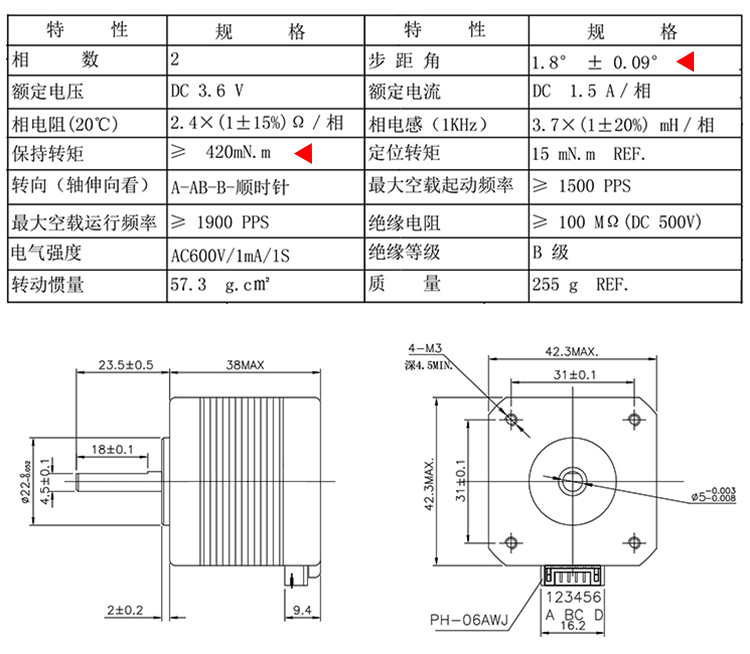 特 性 规 格 特 性 规 格
相 数 2 步 距 角 1.8° ± 0.09°
额定电压 DC 3.6 V 额定电流 DC 1.5 A / 相
相电阻(20℃) 2.4×(1±15%)Ω / 相 相电感(1KHz) 3.7×(1±20%) mH / 相
保持转矩 ≥ 420mN.m 定位转矩 15 mN.m REF.
转向（轴伸向看） A-AB-B-顺时针 最大空载起动频率 ≥ 1500 PPS
最大空载运行频率 ≥ 1900 PPS 绝缘电阻 ≥ 100 MΩ(DC 500V)
电气强度 AC600V/1mA/1S 绝缘等级 B 级
转动惯量 57.3 g.cm² 质 量 255 g REF.
23.5±0.5
38MAX
18±0.1
ø22-0.052
4.5±0.1
2±0.2
9.4
4-M3
深4.5MIN.
42.3MAX.
31±0.1
42.3MAX.
31±0.1
ø5-0.003
-0.008
PH-06AWJ
123456
A BC D
16.2